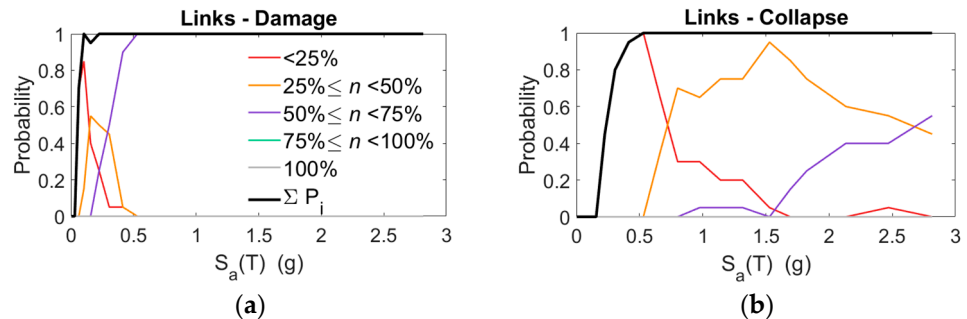 Links - Damage
Probability
1
0.8
0.6
0.4
0.2
0
0 0.5 1 1.5 2 2.5 3
<25%
25%≤ n <50%
50%≤ n <75%
75%≤ n <100%
100%
Σ Pi
Sa(T) (g)
(a)
Links - Collapse
Probability
1
0.8
0.6
0.4
0.2
0
0 0.5 1 1.5 2 2.5 3
Sa(T) (g)
(b)